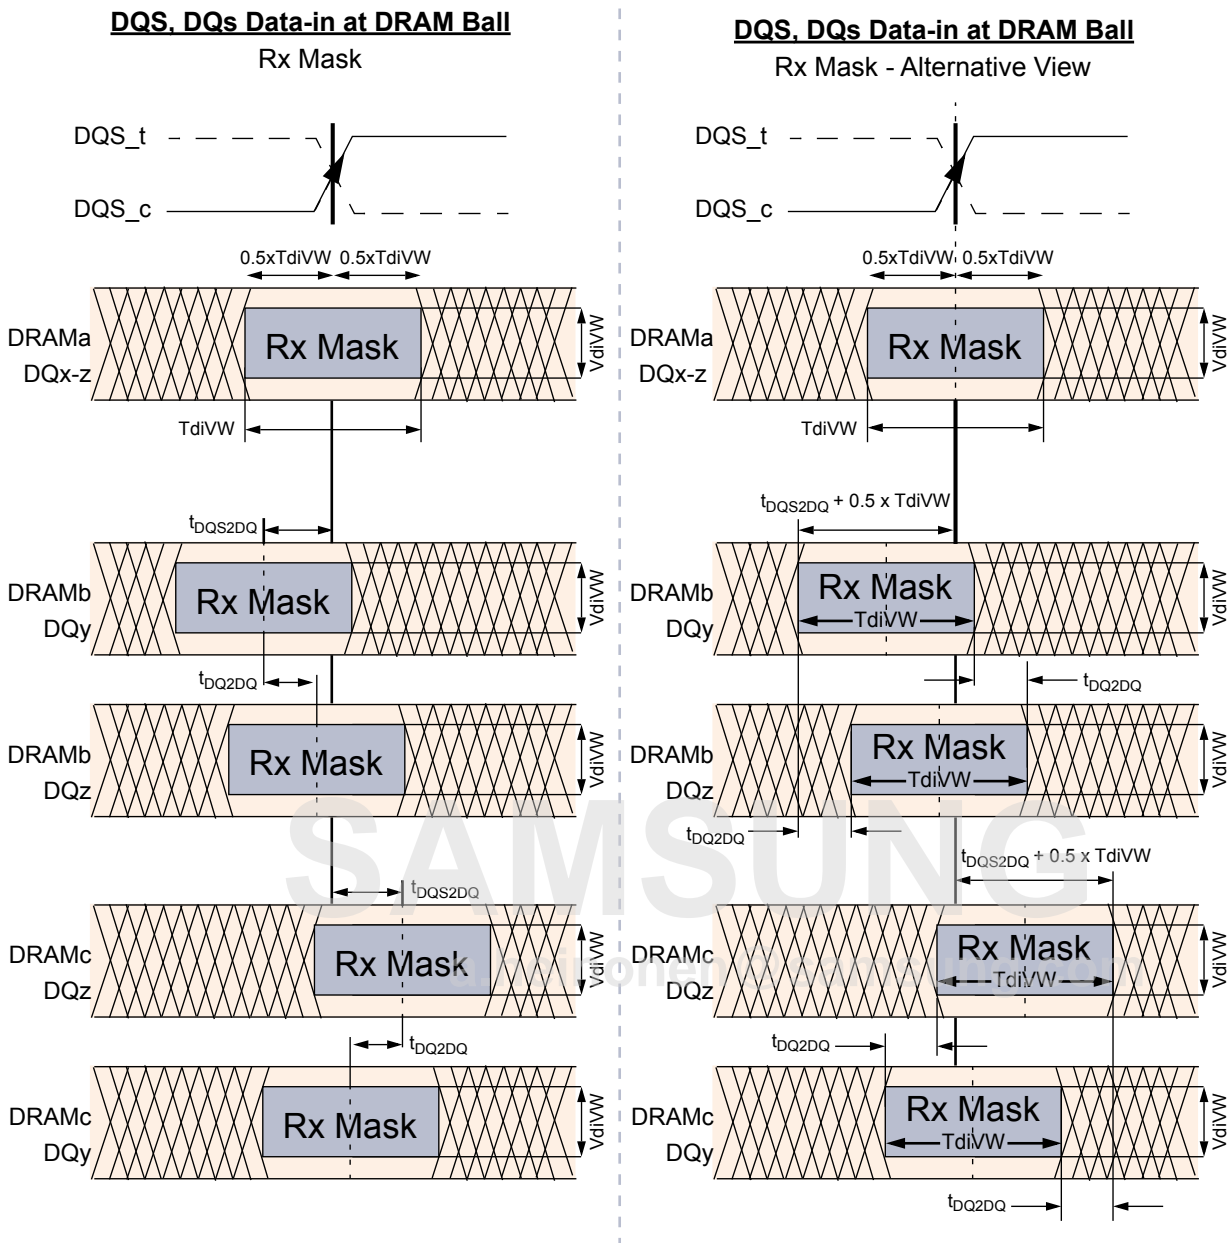 DQS, DQs Data-in at DRAM Ball
Rx Mask
DQS_t
DQS_c
0.5xTdiVW 0.5xTdiVW
DRAMa
DQx-z
Rx Mask
VdiVW
TdiVW
tDQS2DQ
DRAMb
DQy
Rx Mask
VdiVW
tDQ2DQ
DRAMb
DQz
Rx Mask
VdiVW
tDQS2DQ
DRAMc
DQz
Rx Mask
VdiVW
tDQ2DQ
DRAMc
DQy
Rx Mask
VdiVW
DQS, DQs Data-in at DRAM Ball
Rx Mask - Alternative View
DQS_t
DQS_c
0.5xTdiVW 0.5xTdiVW
DRAMa
DQx-z
Rx Mask
VdiVW
TdiVW
tDQS2DQ + 0.5 x TdiVW
DRAMb
DQy
Rx Mask
TdiVW
VdiVW
tDQ2DQ
DRAMb
DQz
Rx Mask
TdiVW
VdiVW
tDQ2DQ
tDQS2DQ + 0.5 x TdiVW
DRAMc
DQz
Rx Mask
TdiVW
VdiVW
tDQ2DQ
DRAMc
DQy
Rx Mask
TdiVW
VdiVW
tDQ2DQ
SAMSUNG
a.heinonen@samsung.com